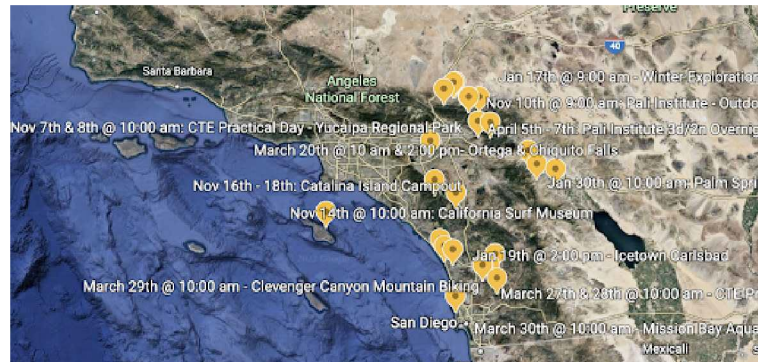 Preserve
40
Santa Barbara
Angeles
National Forest
Jan 17th @ 9:00 am - Winter Exploration
Nov 10th @ 9:00 am- Pali Institute - Outdo
Nov 7th & 8th @ 10:00 am: CTE Practical Day - Yucaipa Regional Park
April 5th - 7th: Pali Institute 3d/2n Overnig
March 20th @ 10 am & 2:00 pm- Ortega & Chiquito Falls
Jan 30th @ 10:00 am: Palm Spri
Nov 16th - 18th: Catalina Island Campout
Nov 14th @ 10:00 am: California Surf Museum
Jan 19th @ 2:00 pm - Icetown Carlsbad
March 29th @ 10:00 am - Clevenger Canyon Mountain Biking
March 27th & 28th @ 10:00 am - CTE P
San Diego
March 30th @ 10:00 am - Mission Bay Aqua
Mexicali